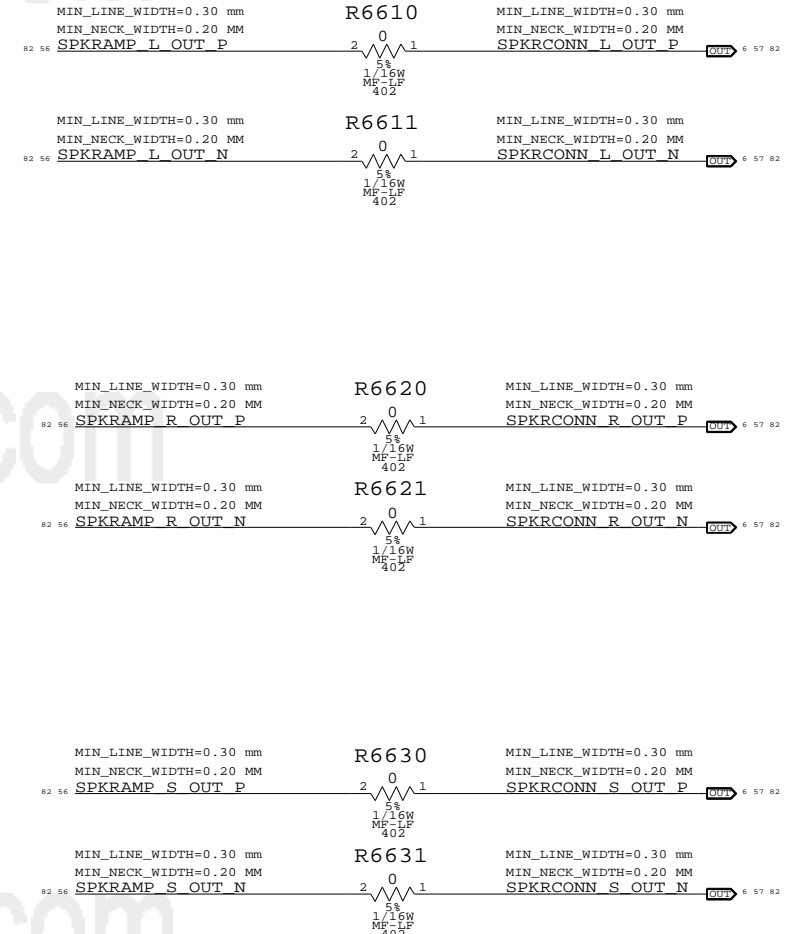 MIN_LINE_WIDTH=0.30 mm R6610 MIN_LINE_WIDTH=0.30 mm
MIN_NECK_WIDTH=0.20 MM 0 MIN_NECK_WIDTH=0.20 MM
82 56 SPKRAMP_L_OUT_P 2 1 SPKRCONN_L_OUT_P OUT 6 57 82
5%
1/16W
MF-LF
402
MIN_LINE_WIDTH=0.30 mm R6611 MIN_LINE_WIDTH=0.30 mm
MIN_NECK_WIDTH=0.20 MM 0 MIN_NECK_WIDTH=0.20 MM
82 56 SPKRAMP_L_OUT_N 2 1 SPKRCONN_L_OUT_N OUT 6 57 82
5%
1/16W
MF-LF
402
MIN_LINE_WIDTH=0.30 mm R6620 MIN_LINE_WIDTH=0.30 mm
MIN_NECK_WIDTH=0.20 MM 0 MIN_NECK_WIDTH=0.20 MM
82 56 SPKRAMP_R_OUT_P 2 1 SPKRCONN_R_OUT_P OUT 6 57 82
5%
1/16W
MF-LF
402
com
MIN_LINE_WIDTH=0.30 mm R6621 MIN_LINE_WIDTH=0.30 mm
MIN_NECK_WIDTH=0.20 MM 0 MIN_NECK_WIDTH=0.20 MM
82 56 SPKRAMP_R_OUT_N 2 1 SPKRCONN_R_OUT_N OUT 6 57 82
5%
1/16W
MF-LF
402
MIN_LINE_WIDTH=0.30 mm R6630 MIN_LINE_WIDTH=0.30 mm
MIN_NECK_WIDTH=0.20 MM 0 MIN_NECK_WIDTH=0.20 MM
82 56 SPKRAMP_S_OUT_P 2 1 SPKRCONN_S_OUT_P OUT 6 57 82
5%
1/16W
MF-LF
402
MIN_LINE_WIDTH=0.30 mm R6631 MIN_LINE_WIDTH=0.30 mm
MIN_NECK_WIDTH=0.20 MM 0 MIN_NECK_WIDTH=0.20 MM
82 56 SPKRAMP_S_OUT_N 2 1 SPKRCONN_S_OUT_N OUT 6 57 82
5%
1/16W
MF-LF
402
com